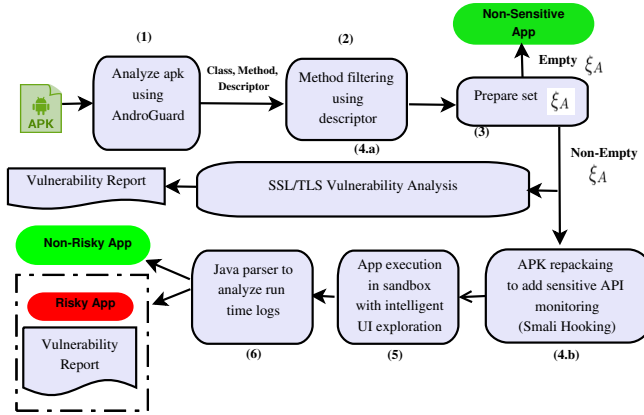 (1)
(2)
Non-Sensitive
App
Analyze apk
using
AndroGuard
Class, Method,
Descriptor
Method filtering
using
descriptor
Empty ξ_A
Prepare set ξ_A
APK
(3)
(4.a)
Non-Empty
ξ_A
Vulnerability Report
SSL/TLS Vulnerability Analysis
Non-Risky App
Risky App
Vulnerability
Report
Java parser to
analyze run
time logs
(6)
App execution
in sandbox
with intelligent
UI exploration
(5)
APK repackaing
to add sensitive API
monitoring
(Smali Hooking)
(4.b)